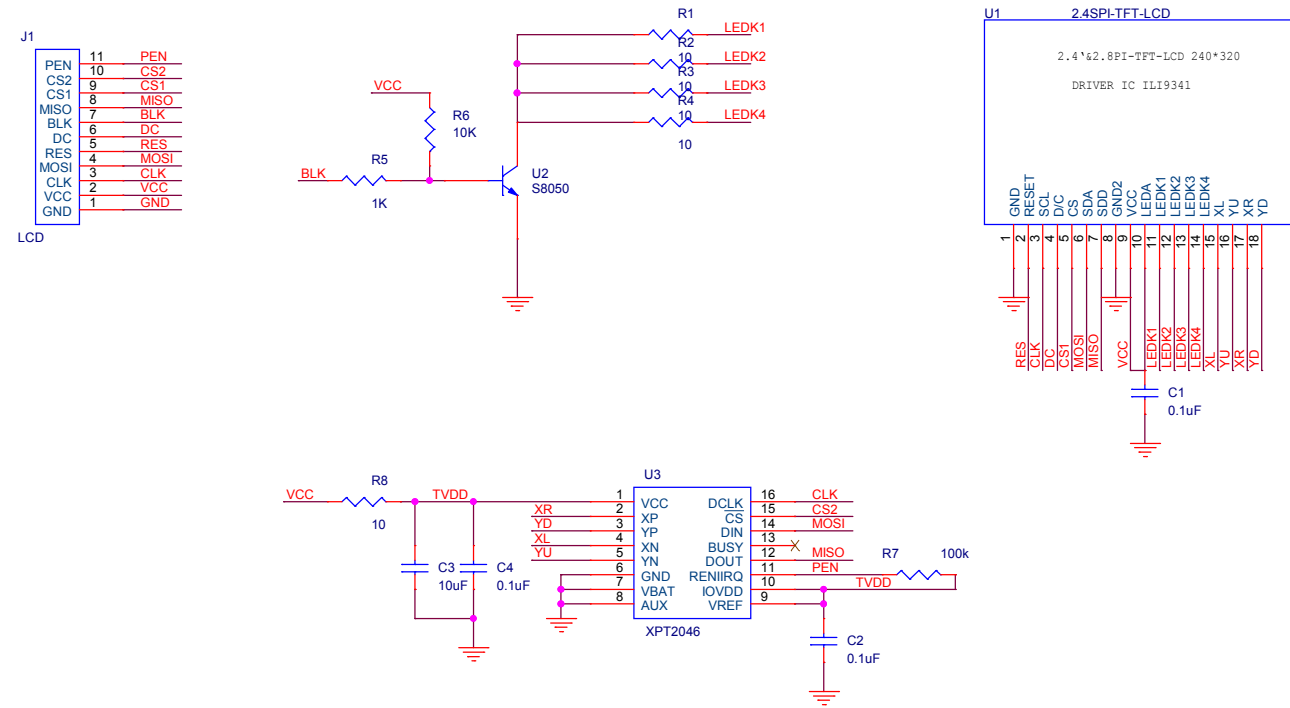 J1
PEN 11 PEN
CS2 10 CS2
CS1 9 CS1
MISO 8 MISO
BLK 7 BLK
DC 6 DC
RES 5 RES
MOSI 4 MOSI
CLK 3 CLK
VCC 2 VCC
GND 1 GND
LCD
R1
LEDK1
R2
10
LEDK2
R3
10
LEDK3
R4
10
LEDK4
10
VCC
R6
10K
BLK
R5
1K
U2
S8050
U1
2.4SPI-TFT-LCD
2.4‘&2.8PI-TFT-LCD 240*320
DRIVER IC ILI9341
GND
RESET
SCL
D/C
CS
SDA
SDD
GND2
VCC
LEDA
LEDK1
LEDK2
LEDK3
LEDK4
XL
YU
XR
YD
1
2
3
4
5
6
7
8
9
10
11
12
13
14
15
16
17
18
RES
CLK
DC
CS1
MOSI
MISO
VCC
LEDK1
LEDK2
LEDK3
LEDK4
XL
YU
XR
YD
C1
0.1uF
VCC
R8
10
TVDD
C3
10uF
C4
0.1uF
U3
1 VCC
XR 2 XP
YD 3 YP
XL 4 XN
YU 5 YN
6 GND
7 VBAT
8 AUX
DCLK 16 CLK
CS 15 CS2
DIN 14 MOSI
BUSY 13
DOUT 12 MISO
RENIIRQ 11 PEN
IOVDD 10 TVDD
VREF 9
XPT2046
R7
100k
C2
0.1uF